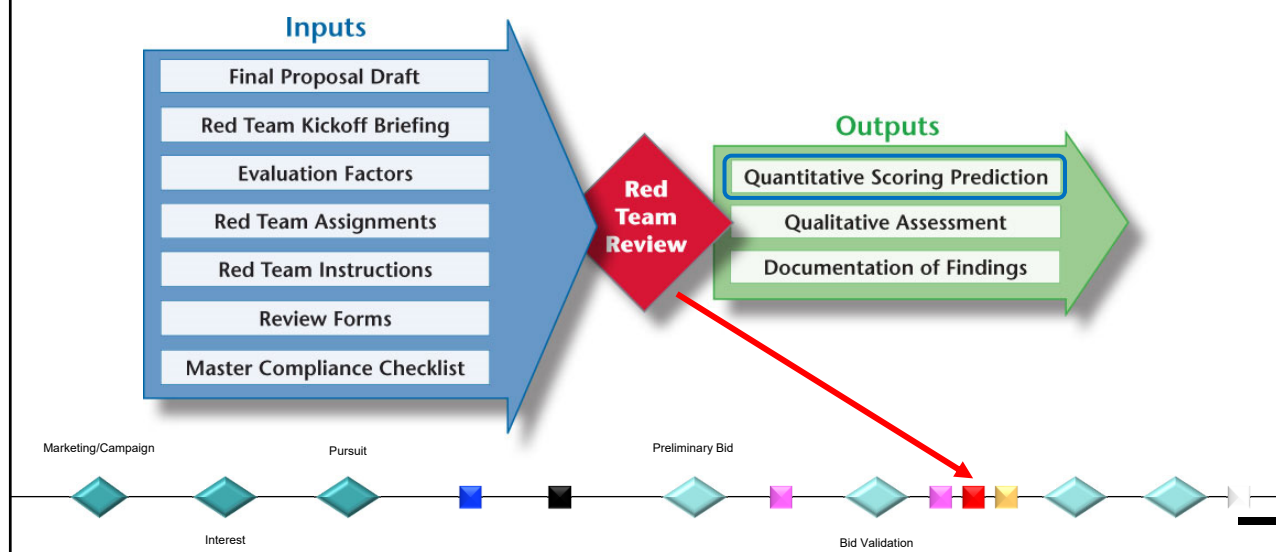 Inputs
Final Proposal Draft
Red Team Kickoff Briefing
Evaluation Factors
Red Team Assignments
Red Team Instructions
Review Forms
Master Compliance Checklist
Red
Team
Review
Outputs
Quantitative Scoring Prediction
Qualitative Assessment
Documentation of Findings
Marketing/Campaign
Pursuit
Preliminary Bid
Interest
Bid Validation